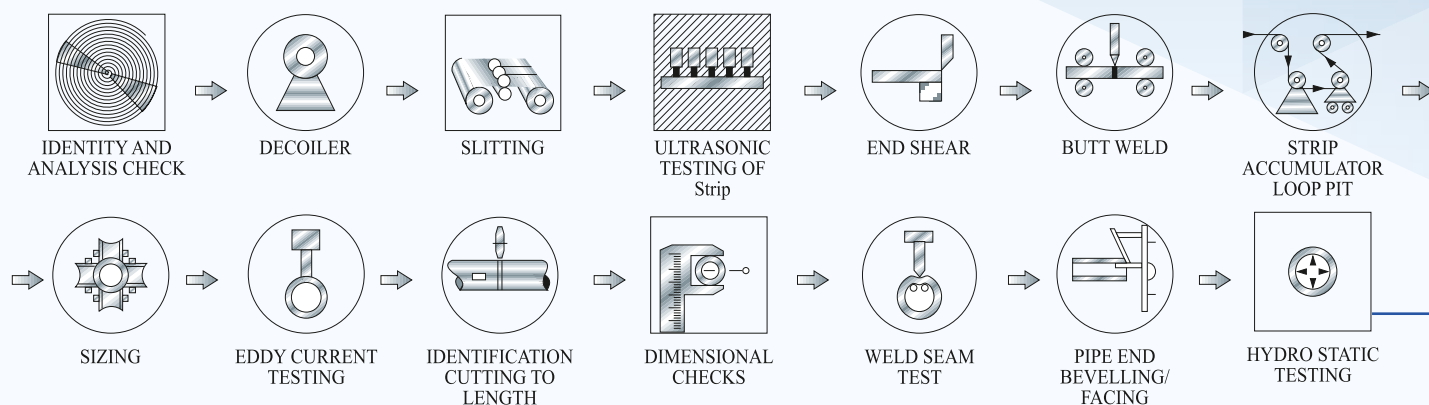 IDENTITY AND
ANALYSIS CHECK
DECOILER
SLITTING
ULTRASONIC
TESTING OF
Strip
END SHEAR
BUTT WELD
STRIP
ACCUMULATOR
LOOP PIT
SIZING
EDDY CURRENT
TESTING
IDENTIFICATION
CUTTING TO
LENGTH
DIMENSIONAL
CHECKS
WELD SEAM
TEST
PIPE END
BEVELLING/
FACING
HYDRO STATIC
TESTING